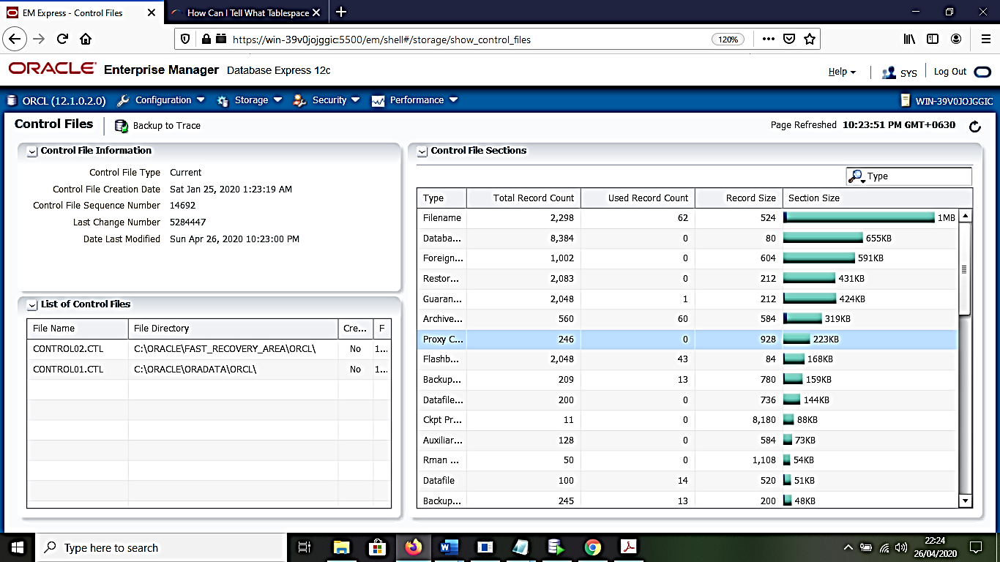 EM Express - Control Files
How Can I Tell What Tablespace
https://win-39v0jojggic:5500/em/shell#/storage/show_control_files
120%
ORACLE Enterprise Manager Database Express 12c
Help
SYS
Log Out
ORCL (12.1.0.2.0)
Configuration
Storage
Security
Performance
WIN-39V0JOJGGIC
Control Files
Backup to Trace
Page Refreshed 10:23:51 PM GMT+0630
Control File Information
Control File Type Current
Control File Creation Date Sat Jan 25, 2020 1:23:19 AM
Control File Sequence Number 14692
Last Change Number 5284447
Date Last Modified Sun Apr 26, 2020 10:23:00 PM
List of Control Files
File Name File Directory Cre... F
CONTROL02.CTL C:\ORACLE\FAST_RECOVERY_AREA\ORCL\ No 1...
CONTROL01.CTL C:\ORACLE\ORADATA\ORCL\ No 1...
Control File Sections
Type
Type Total Record Count Used Record Count Record Size Section Size
Filename 2,298 62 524 1MB
Databa... 8,384 0 80 655KB
Foreign... 1,002 0 604 591KB
Restor... 2,083 0 212 431KB
Guaran... 2,048 1 212 424KB
Archive... 560 60 584 319KB
Proxy C... 246 0 928 223KB
Flashb... 2,048 43 84 168KB
Backup... 209 13 780 159KB
Datafile... 200 0 736 144KB
Ckpt Pr... 11 0 8,180 88KB
Auxiliar... 128 0 584 73KB
Rman ... 50 0 1,108 54KB
Datafile 100 14 520 51KB
Backup... 245 13 200 48KB
Type here to search
22:24
26/04/2020